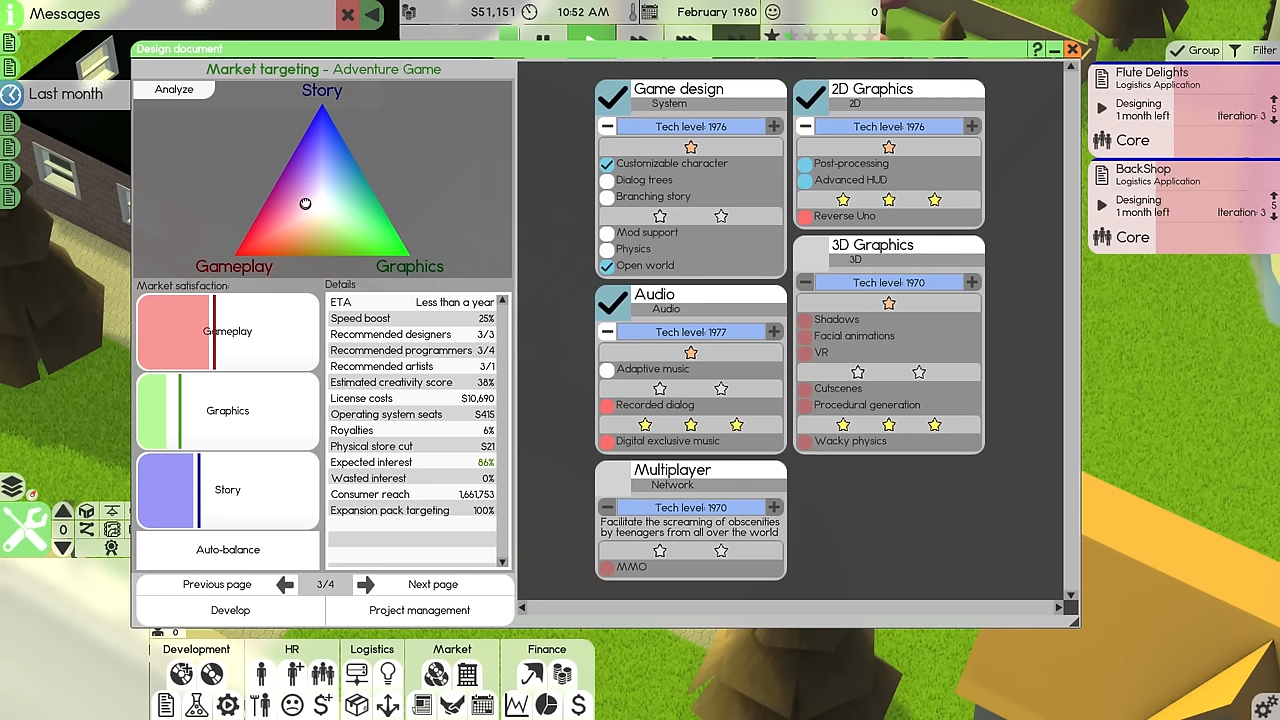 Messages
$51,151
10:52 AM
February 1980
0
Design document
?
Group
Filter
Last month
Market targeting - Adventure Game
Analyze
Story
Gameplay
Graphics
Market satisfaction:
Gameplay
Graphics
Story
Auto-balance
Details
ETA Less than a year
Speed boost 25%
Recommended designers 3/3
Recommended programmers 3/4
Recommended artists 3/1
Estimated creativity score 38%
License costs $10,690
Operating system seats $415
Royalties 6%
Physical store cut $21
Expected interest 86%
Wasted interest 0%
Consumer reach 1,661,753
Expansion pack targeting 100%
Previous page
3/4
Next page
Develop
Project management
Game design
System
Tech level: 1976
Customizable character
Dialog trees
Branching story
Mod support
Physics
Open world
Audio
Audio
Tech level: 1977
Adaptive music
Recorded dialog
Digital exclusive music
Multiplayer
Network
Tech level: 1970
Facilitate the screaming of obscenities
by teenagers from all over the world
MMO
2D Graphics
2D
Tech level: 1976
Post-processing
Advanced HUD
Reverse Uno
3D Graphics
3D
Tech level: 1970
Shadows
Facial animations
VR
Cutscenes
Procedural generation
Wacky physics
Flute Delights
Logistics Application
Designing
1 month left
Iteration: 3
5
Core
BackShop
Logistics Application
Designing
1 month left
Iteration: 3
5
Core
0
0
Development
HR
Logistics
Market
Finance